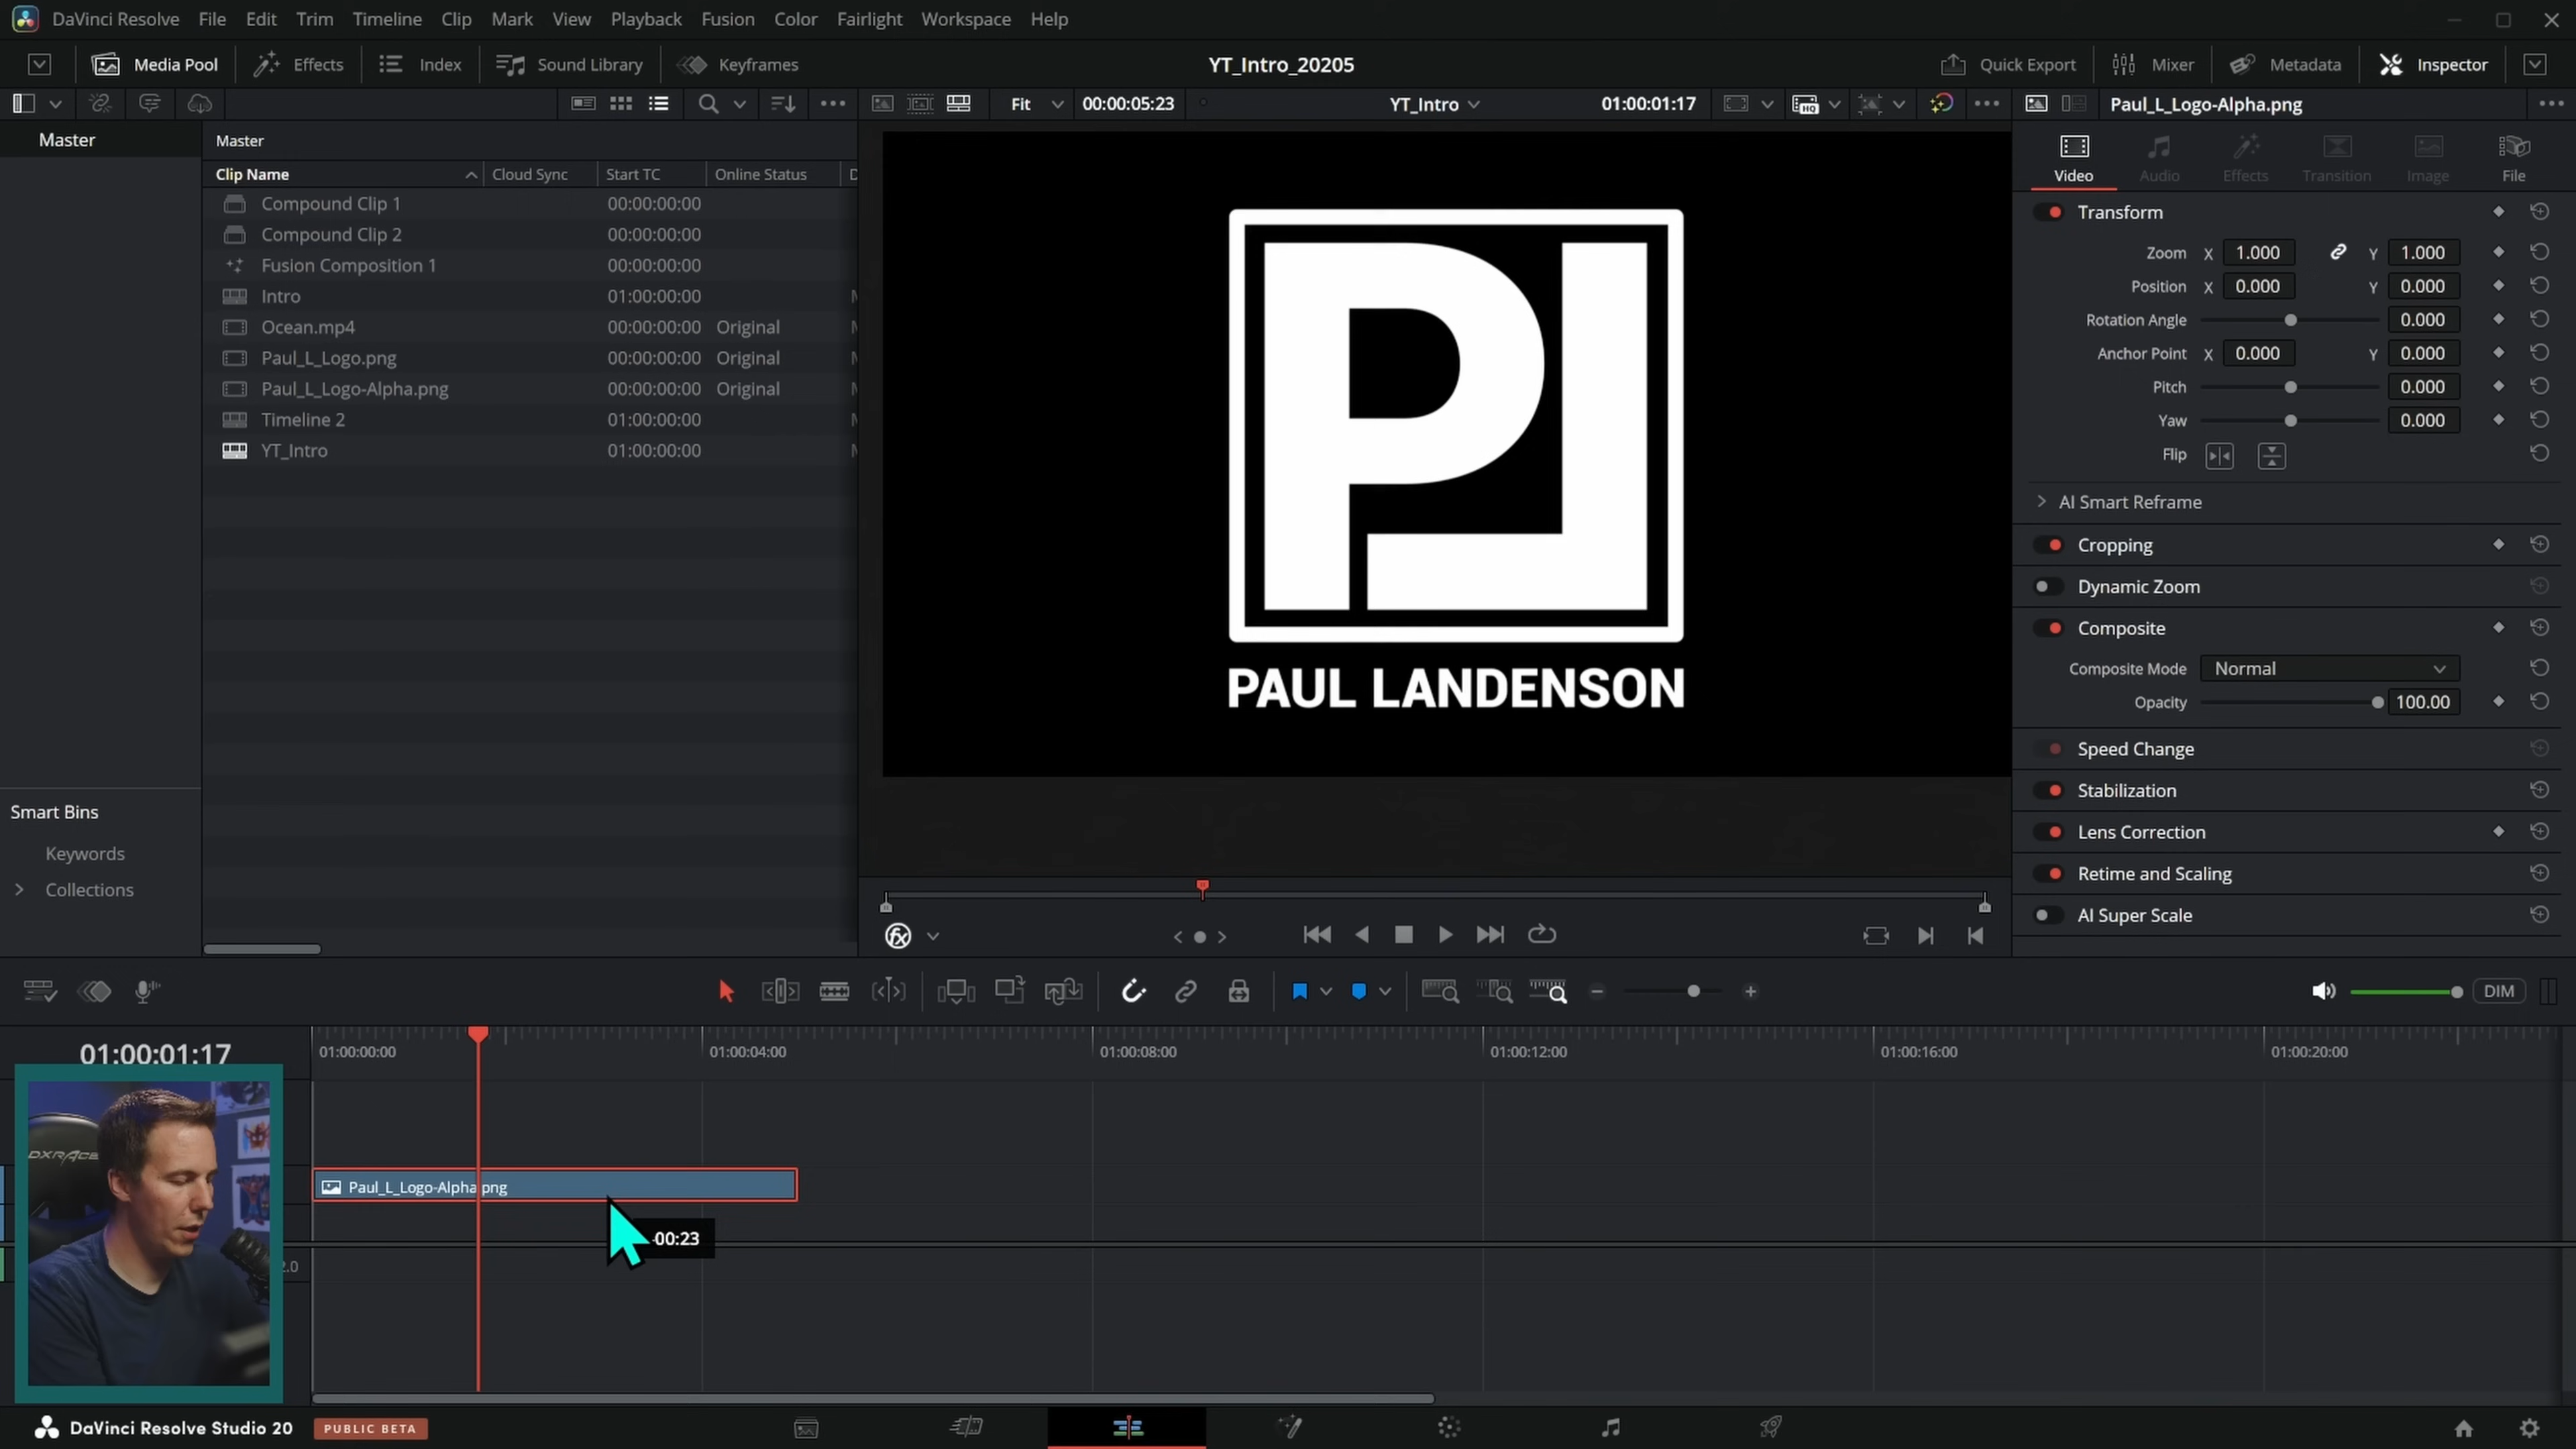 DaVinci Resolve File Edit Trim Timeline Clip Mark View Playback Fusion Color Fairlight Workspace Help
Media Pool Effects Index Sound Library Keyframes YT_Intro_20205 Quick Export Mixer Metadata Inspector
Fit 00:00:05:23 YT_Intro 01:00:01:17 Paul_L_Logo-Alpha.png
Master Master
Clip Name Cloud Sync Start TC Online Status
Compound Clip 1 00:00:00:00
Compound Clip 2 00:00:00:00
Fusion Composition 1 00:00:00:00
Intro 01:00:00:00
Ocean.mp4 00:00:00:00 Original
Paul_L_Logo.png 00:00:00:00 Original
Paul_L_Logo-Alpha.png 00:00:00:00 Original
Timeline 2 01:00:00:00
YT_Intro 01:00:00:00
Smart Bins
Keywords
Collections
PL
PAUL LANDENSON
Video Audio Effects Transition Image File
Transform
Zoom X 1.000 Y 1.000
Position X 0.000 Y 0.000
Rotation Angle 0.000
Anchor Point X 0.000 Y 0.000
Pitch 0.000
Yaw 0.000
Flip
AI Smart Reframe
Cropping
Dynamic Zoom
Composite
Composite Mode Normal
Opacity 100.00
Speed Change
Stabilization
Lens Correction
Retime and Scaling
AI Super Scale
DIM
01:00:01:17 01:00:00:00 01:00:04:00 01:00:08:00 01:00:12:00 01:00:16:00 01:00:20:00
DXRACE
Paul_L_Logo-Alpha.png
-00:23
2.0
DaVinci Resolve Studio 20 PUBLIC BETA